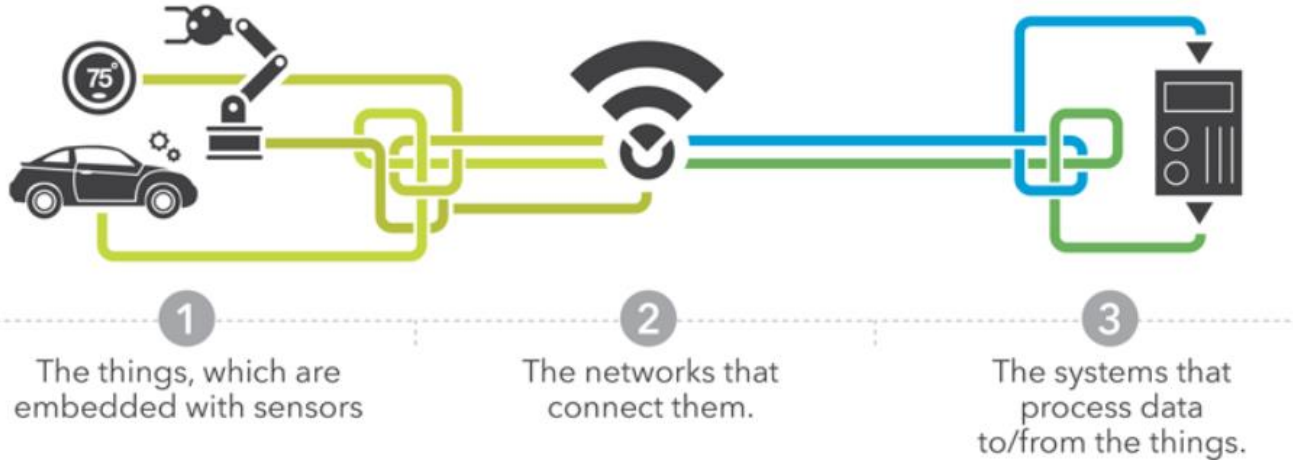 75°
1
The things, which are
embedded with sensors
2
The networks that
connect them.
3
The systems that
process data
to/from the things.